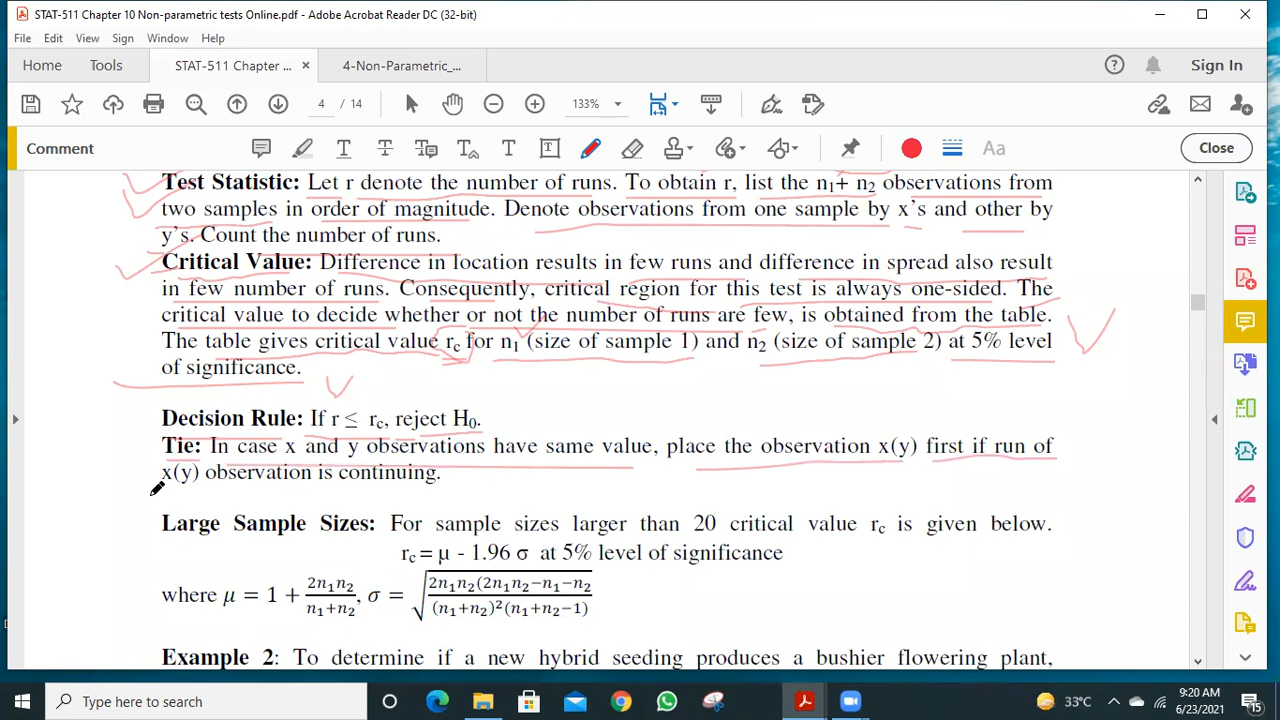 STAT-511 Chapter 10 Non-parametric tests Online.pdf - Adobe Acrobat Reader DC (32-bit)
File Edit View Sign Window Help
Home Tools STAT-511 Chapter ... × 4-Non-Parametric_... Sign In
4 / 14 133%
Comment Aa Close
Test Statistic: Let r denote the number of runs. To obtain r, list the n₁+ n₂ observations from
two samples in order of magnitude. Denote observations from one sample by x's and other by
y's. Count the number of runs.
Critical Value: Difference in location results in few runs and difference in spread also result
in few number of runs. Consequently, critical region for this test is always one-sided. The
critical value to decide whether or not the number of runs are few, is obtained from the table.
The table gives critical value r_c for n₁ (size of sample 1) and n₂ (size of sample 2) at 5% level
of significance.
Decision Rule: If r ≤ r_c, reject H₀.
Tie: In case x and y observations have same value, place the observation x(y) first if run of
x(y) observation is continuing.
Large Sample Sizes: For sample sizes larger than 20 critical value r_c is given below.
r_c = μ - 1.96 σ at 5% level of significance
where μ = 1 + 2n₁n₂/(n₁+n₂), σ = √(2n₁n₂(2n₁n₂−n₁−n₂)/((n₁+n₂)²(n₁+n₂−1)))
Example 2: To determine if a new hybrid seeding produces a bushier flowering plant,
Type here to search 33°C 9:20 AM
6/23/2021 15